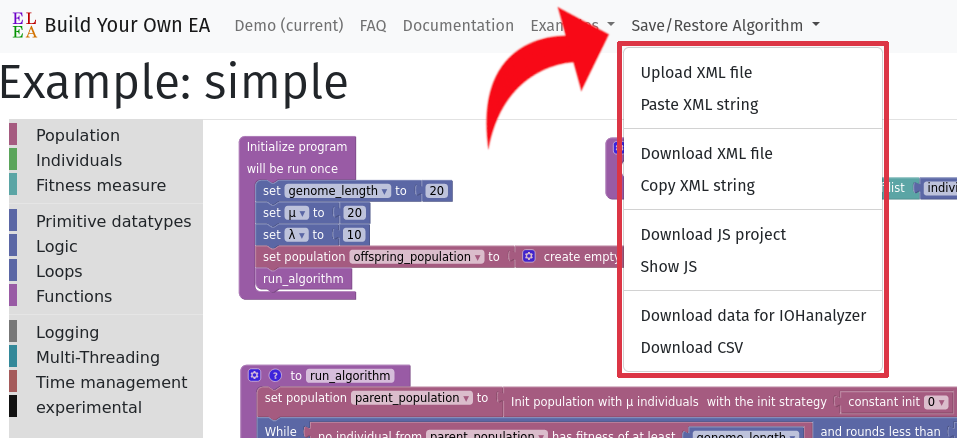 EL
EA
Build Your Own EA
Demo (current)
FAQ
Documentation
Save/Restore Algorithm
Example: simple
Upload XML file
Paste XML string
Download XML file
Copy XML string
Download JS project
Show JS
Download data for IOHanalyzer
Download CSV
Population
Individuals
Fitness measure
Primitive datatypes
Logic
Loops
Functions
Logging
Multi-Threading
Time management
experimental
Initialize program
will be run once
set genome_length to 20
set μ to 20
set λ to 10
set population offspring_population to create empty
run_algorithm
list
to run_algorithm
set population parent_population to Init population with μ individuals with the init strategy constant init 0
While no individual from parent_population has fitness of at least genome_length and rounds less than